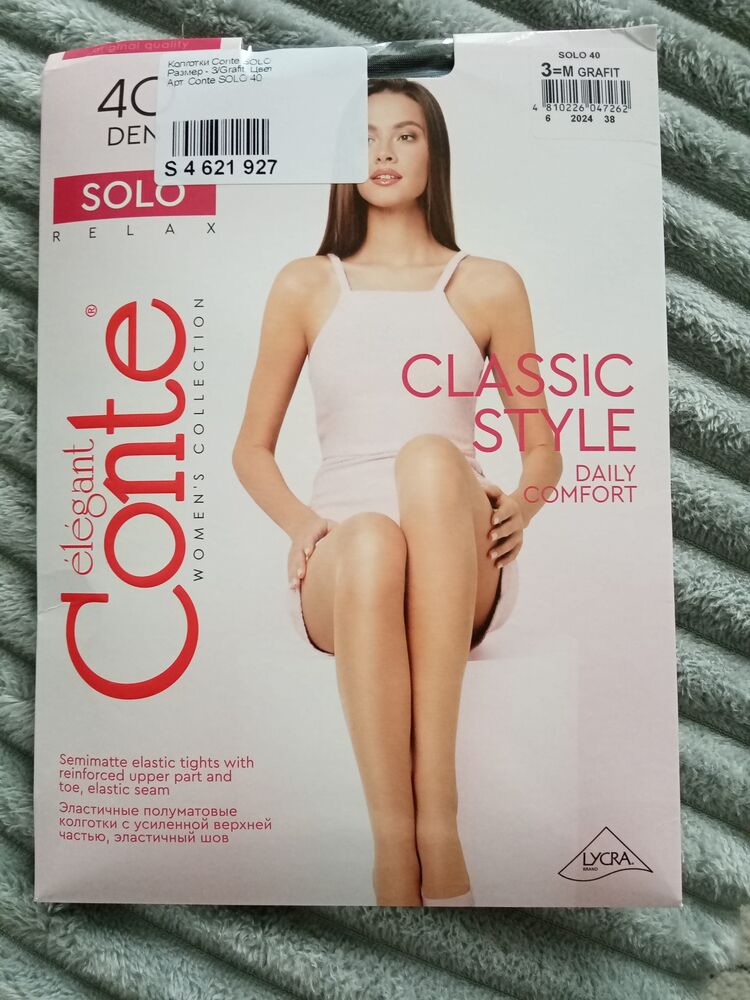 original quality
Колготки Conte SOLO
Размер - 3/Grafit Цвет
Арт Conte SOLO 40
S 4 621 927
SOLO 40
3=M GRAFIT
4 810226 047262
6 2024 38
40
DEN
SOLO
RELAX
Conte®
élégant
WOMEN'S COLLECTION
CLASSIC
STYLE
DAILY
COMFORT
Semimatte elastic tights with
reinforced upper part and
toe, elastic seam
Эластичные полуматовые
колготки с усиленной верхней
частью, эластичный шов
LYCRA®
BRAND